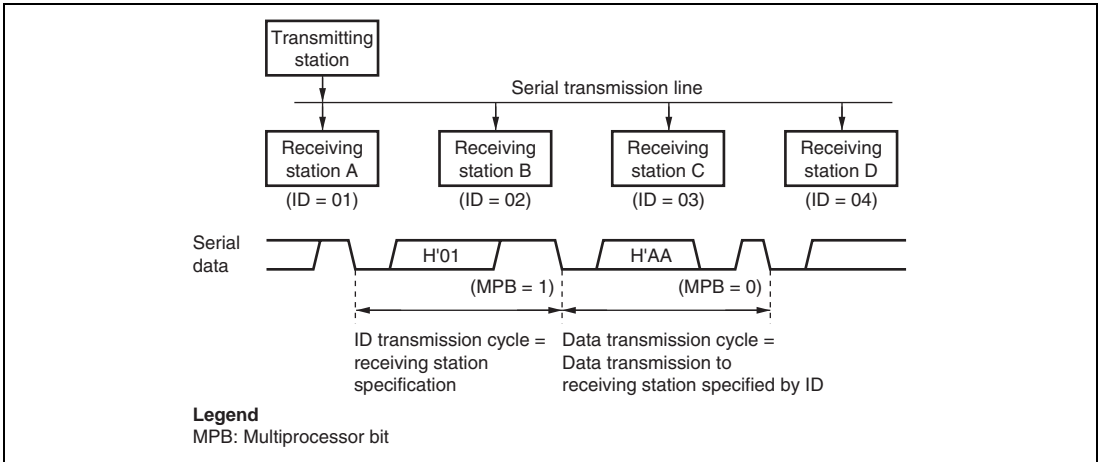 Transmitting
station
Serial transmission line
Receiving
station A
Receiving
station B
Receiving
station C
Receiving
station D
(ID = 01)
(ID = 02)
(ID = 03)
(ID = 04)
Serial
data
H'01
H'AA
(MPB = 1)
(MPB = 0)
ID transmission cycle =
receiving station
specification
Data transmission cycle =
Data transmission to
receiving station specified by ID
Legend
MPB: Multiprocessor bit